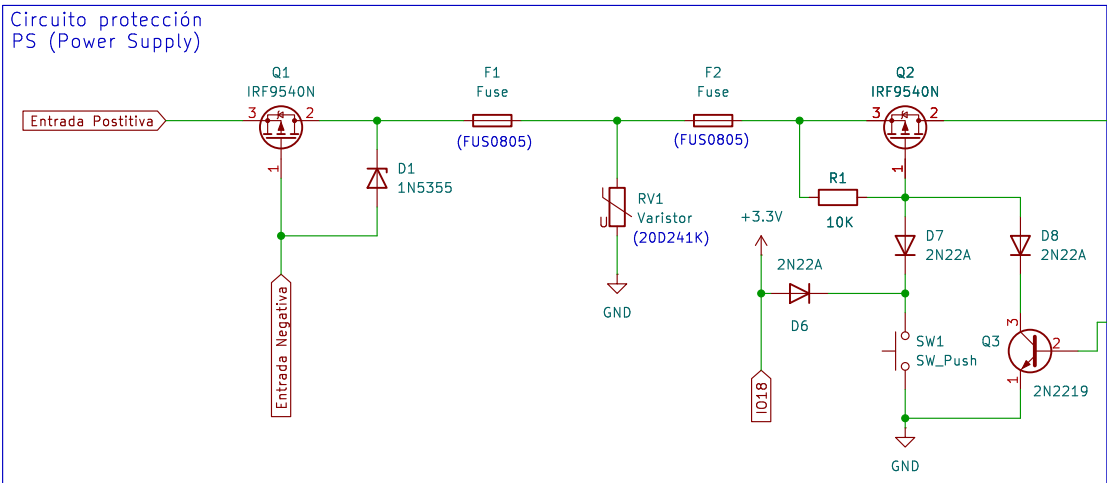 Circuito protección
PS (Power Supply)
Q1
IRF9540N
F1
Fuse
F2
Fuse
Q2
IRF9540N
Entrada Postitiva
3
2
1
(FUS0805)
(FUS0805)
3
2
1
D1
1N5355
R1
10K
RV1
Varistor
(20D241K)
U
+3.3V
GND
D7
2N22A
D8
2N22A
2N22A
D6
Entrada Negativa
IO18
SW1
SW_Push
Q3
3
2
1
2N2219
GND